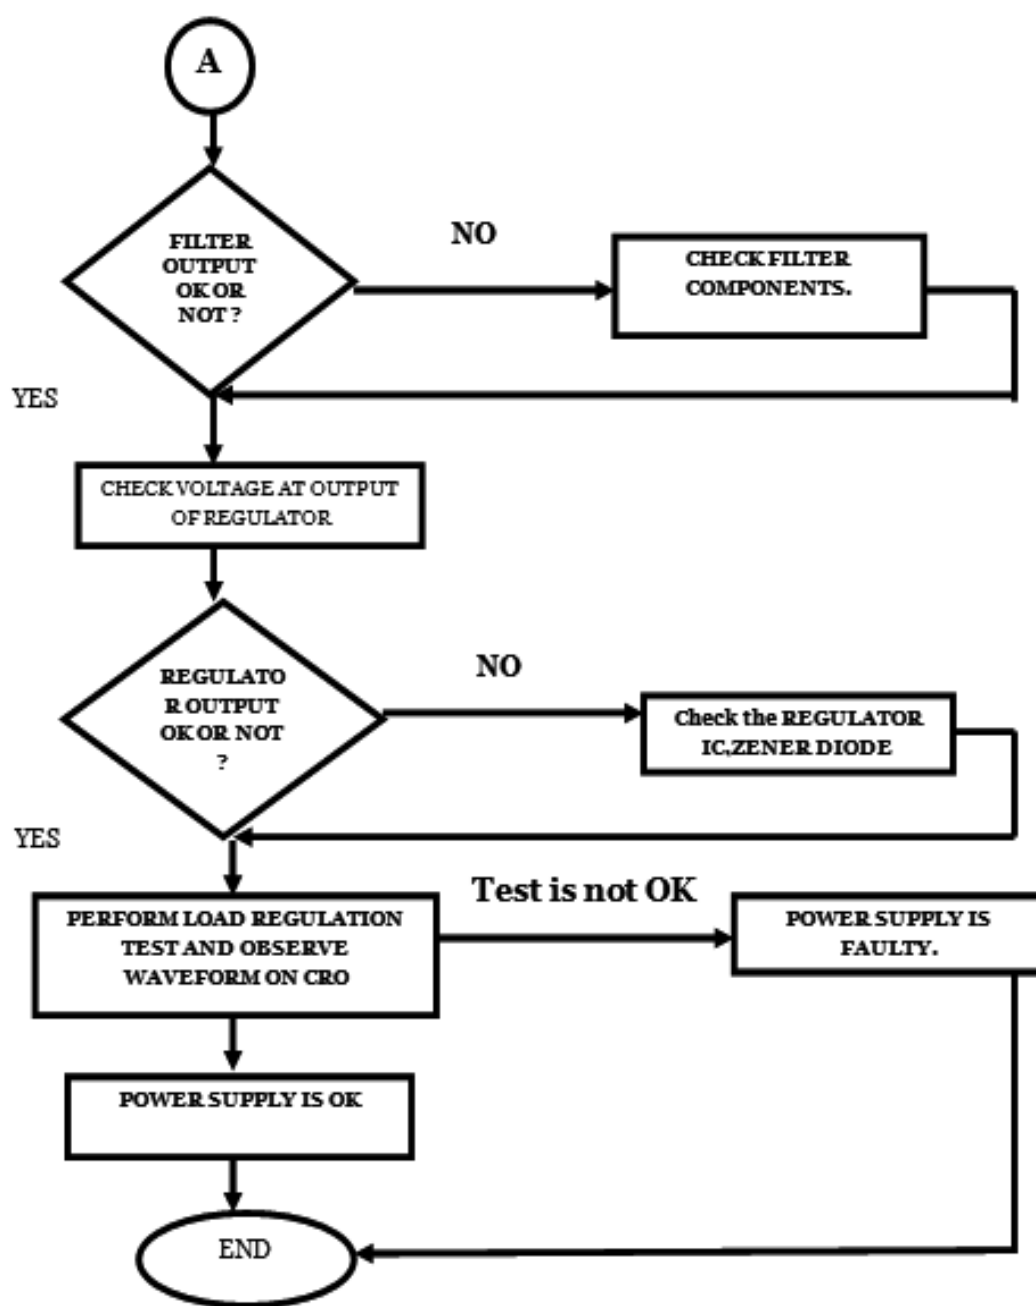 A
FILTER
OUTPUT
OK OR
NOT ?
NO
CHECK FILTER
COMPONENTS.
YES
CHECK VOLTAGE AT OUTPUT
OF REGULATOR
REGULATO
R OUTPUT
OK OR NOT
?
NO
Check the REGULATOR
IC,ZENER DIODE
YES
PERFORM LOAD REGULATION
TEST AND OBSERVE
WAVEFORM ON CRO
Test is not OK
POWER SUPPLY IS
FAULTY.
POWER SUPPLY IS OK
END